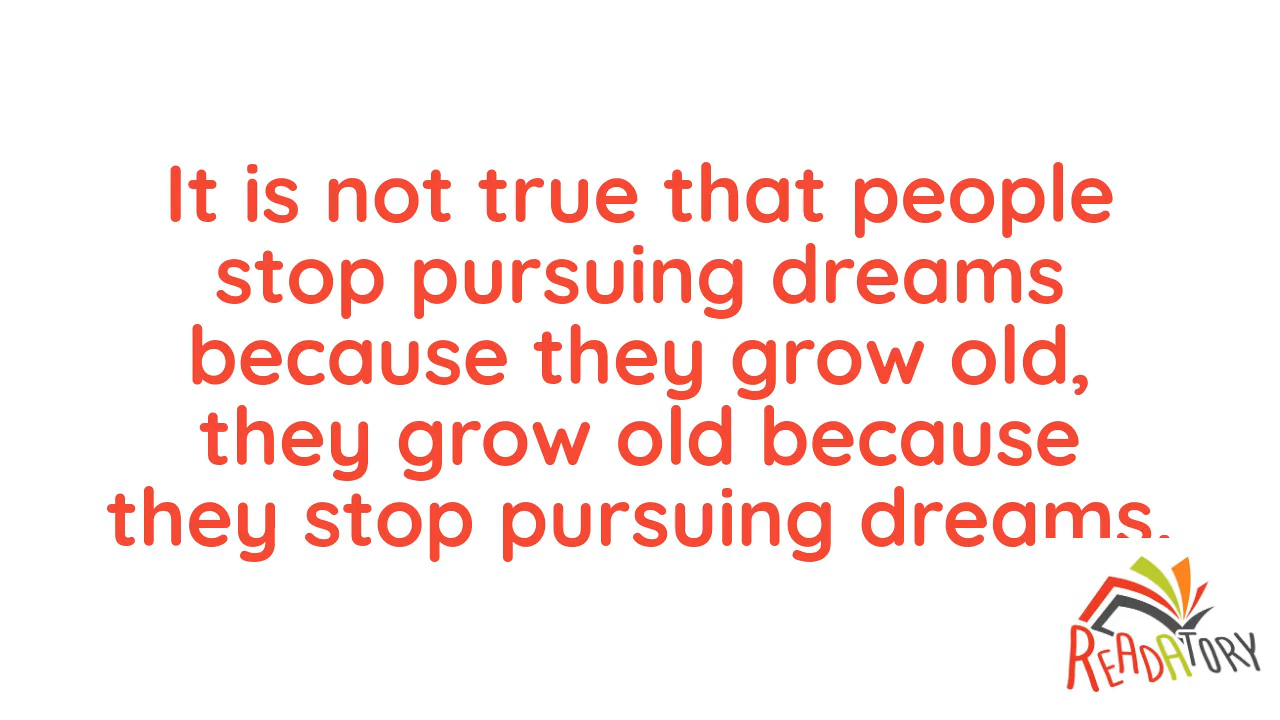 It is not true that people
stop pursuing dreams
because they grow old,
they grow old because
they stop pursuing dreams.
READATORY